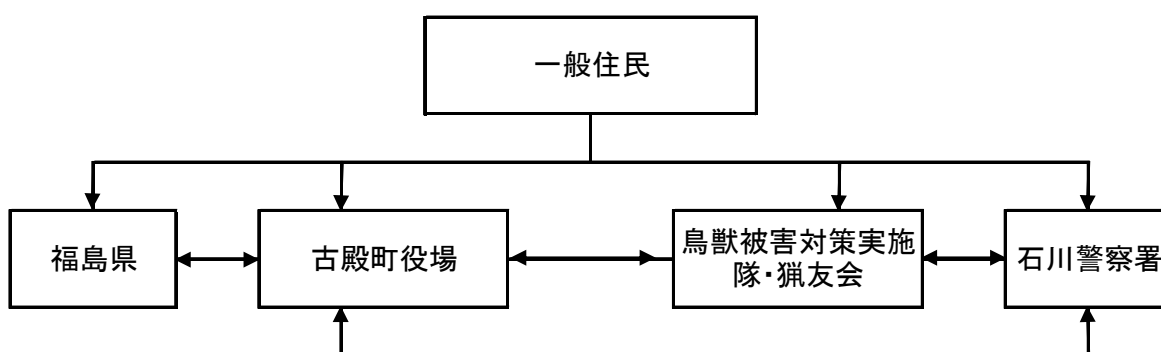 一般住民
福島県
古殿町役場
鳥獣被害対策実施
隊・猟友会
石川警察署